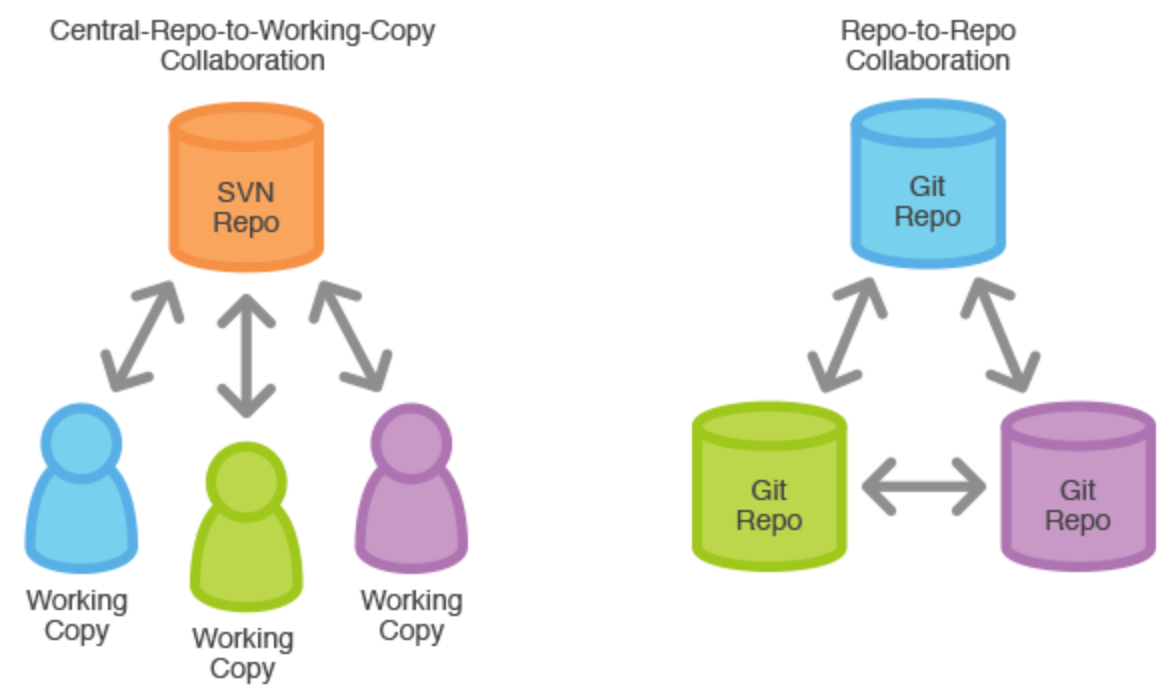 Central-Repo-to-Working-Copy
Collaboration
SVN
Repo
Working
Copy
Working
Copy
Working
Copy
Repo-to-Repo
Collaboration
Git
Repo
Git
Repo
Git
Repo